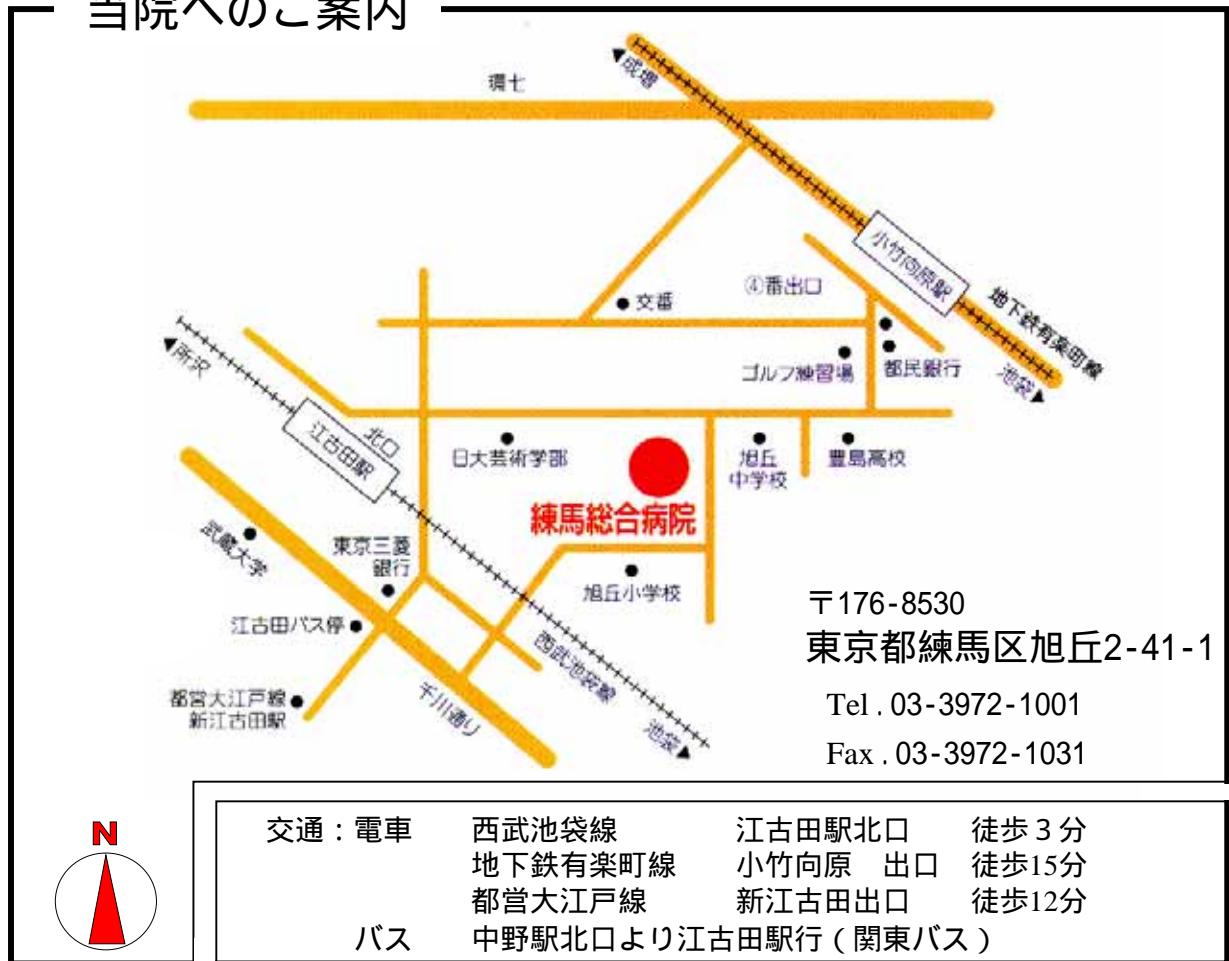 当院へのご案内
環七
▲成増
小竹向原駅
地下鉄有楽町線
池袋▲
④番出口
交番
ゴルフ練習場
都民銀行
▲所沢
江古田駅
北口
日大芸術学部
旭丘
中学校
豊島高校
練馬総合病院
武蔵大学
東京三菱
銀行
旭丘小学校
江古田バス停
西武池袋線
都営大江戸線
新江古田駅
千川通り
池袋▲
〒176-8530
東京都練馬区旭丘2-41-1
Tel . 03-3972-1001
Fax . 03-3972-1031
N
交通：電車 西武池袋線 江古田駅北口 徒歩３分
地下鉄有楽町線 小竹向原 出口 徒歩15分
都営大江戸線 新江古田出口 徒歩12分
バス 中野駅北口より江古田駅行（関東バス）